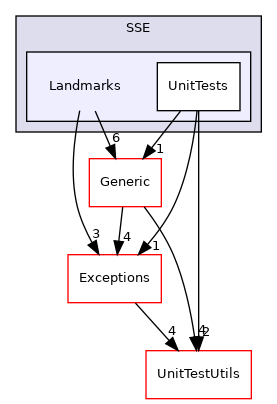 SSE
Landmarks
UnitTests
6
1
Generic
3
4
1
Exceptions
4
4
2
UnitTestUtils